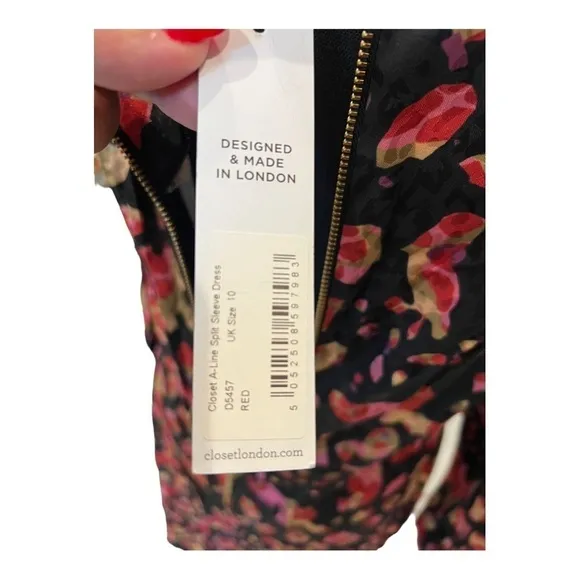 DESIGNED
& MADE
IN LONDON
Closet A-Line Split Sleeve Dress
D5457 UK Size 10
RED
5 052508 597983
closetlondon.com